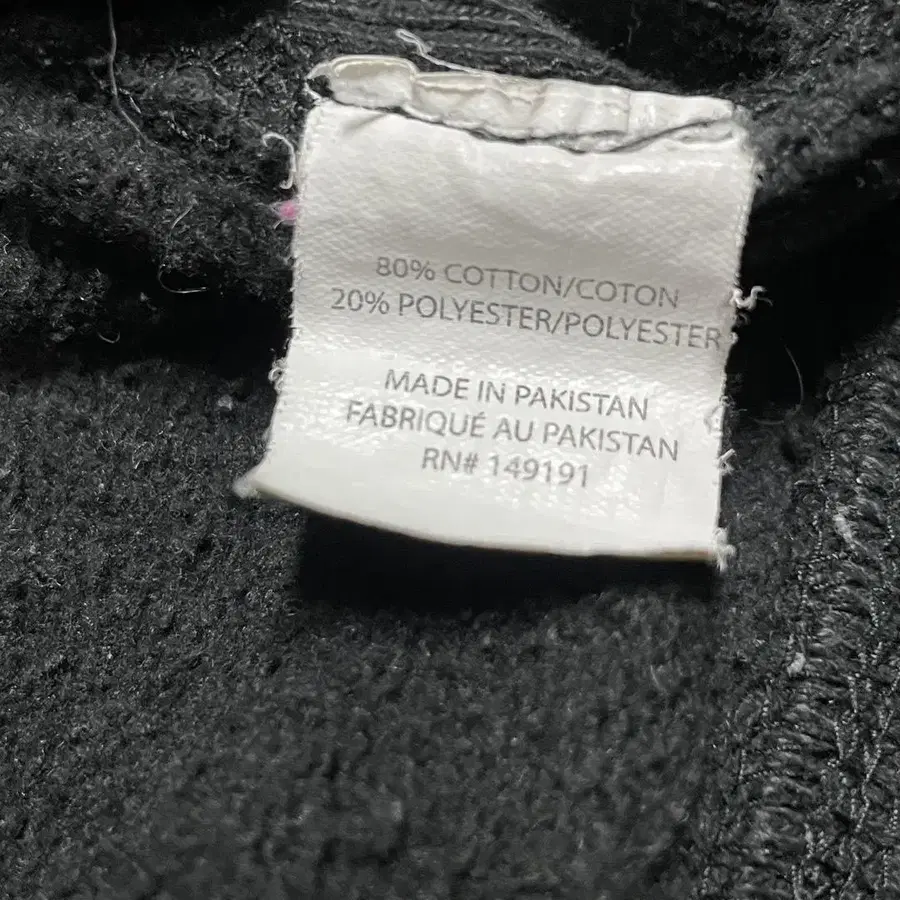 80% COTTON/COTON
20% POLYESTER/POLYESTER
MADE IN PAKISTAN
FABRIQUÉ AU PAKISTAN
RN# 149191